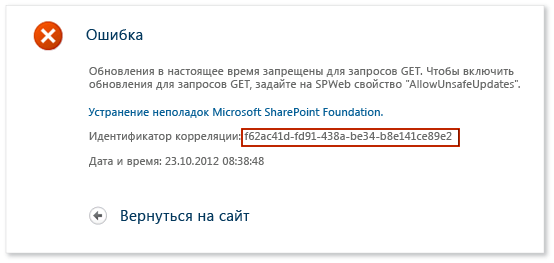 Ошибка
Обновления в настоящее время запрещены для запросов GET. Чтобы включить
обновления для запросов GET, задайте на SPWeb свойство "AllowUnsafeUpdates".
Устранение неполадок Microsoft SharePoint Foundation.
Идентификатор корреляции: f62ac41d-fd91-438a-be34-b8e141ce89e2
Дата и время: 23.10.2012 08:38:48
Вернуться на сайт